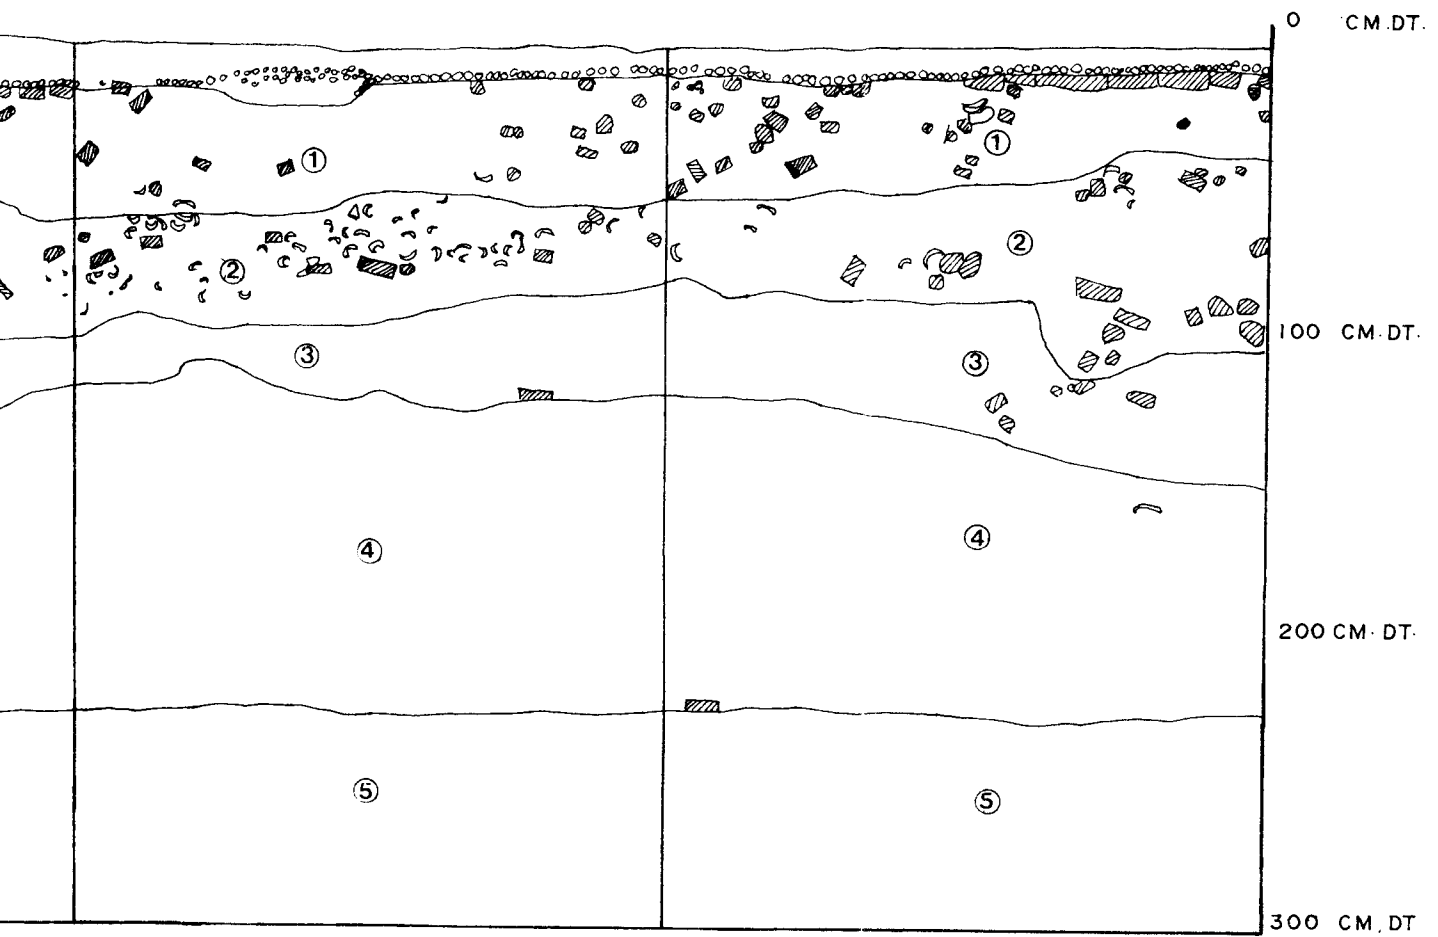 0 CM.DT.
① ①
② ②
100 CM.DT.
③ ③
④ ④
200 CM.DT.
⑤ ⑤
300 CM.DT